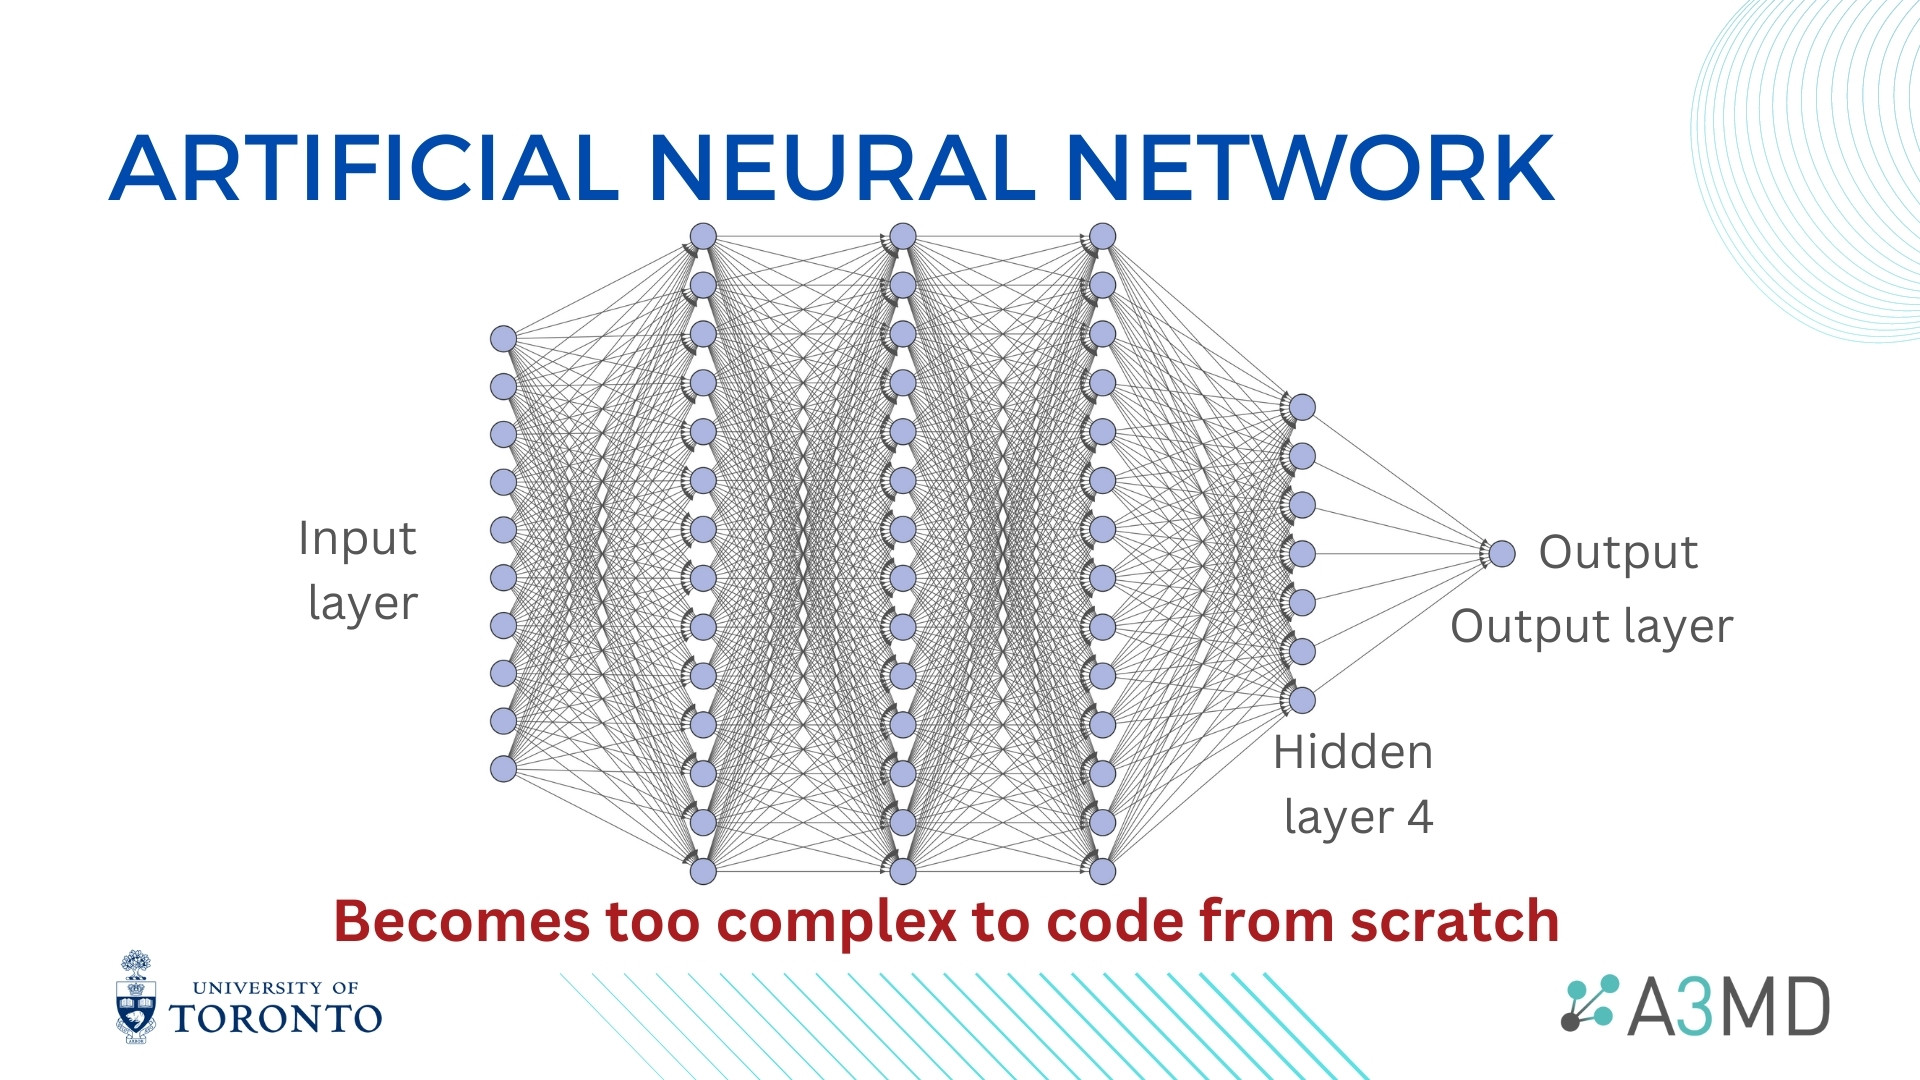 ARTIFICIAL NEURAL NETWORK
Input
layer
Output
Output layer
Hidden
layer 4
Becomes too complex to code from scratch
UNIVERSITY OF
TORONTO
A3MD